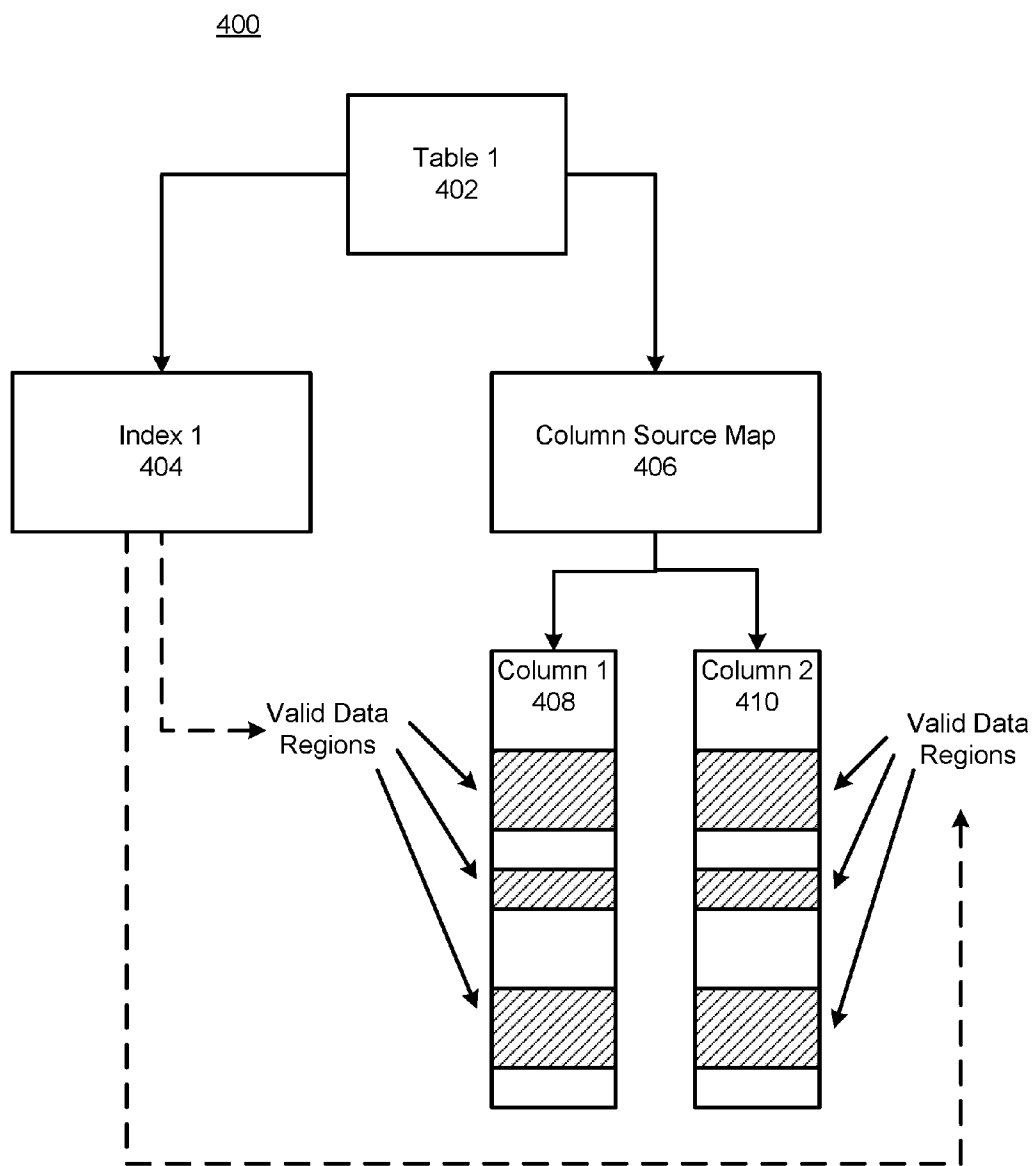 400
Table 1
402
Index 1
404
Column Source Map
406
Column 1
408
Column 2
410
Valid Data
Regions
Valid Data
Regions